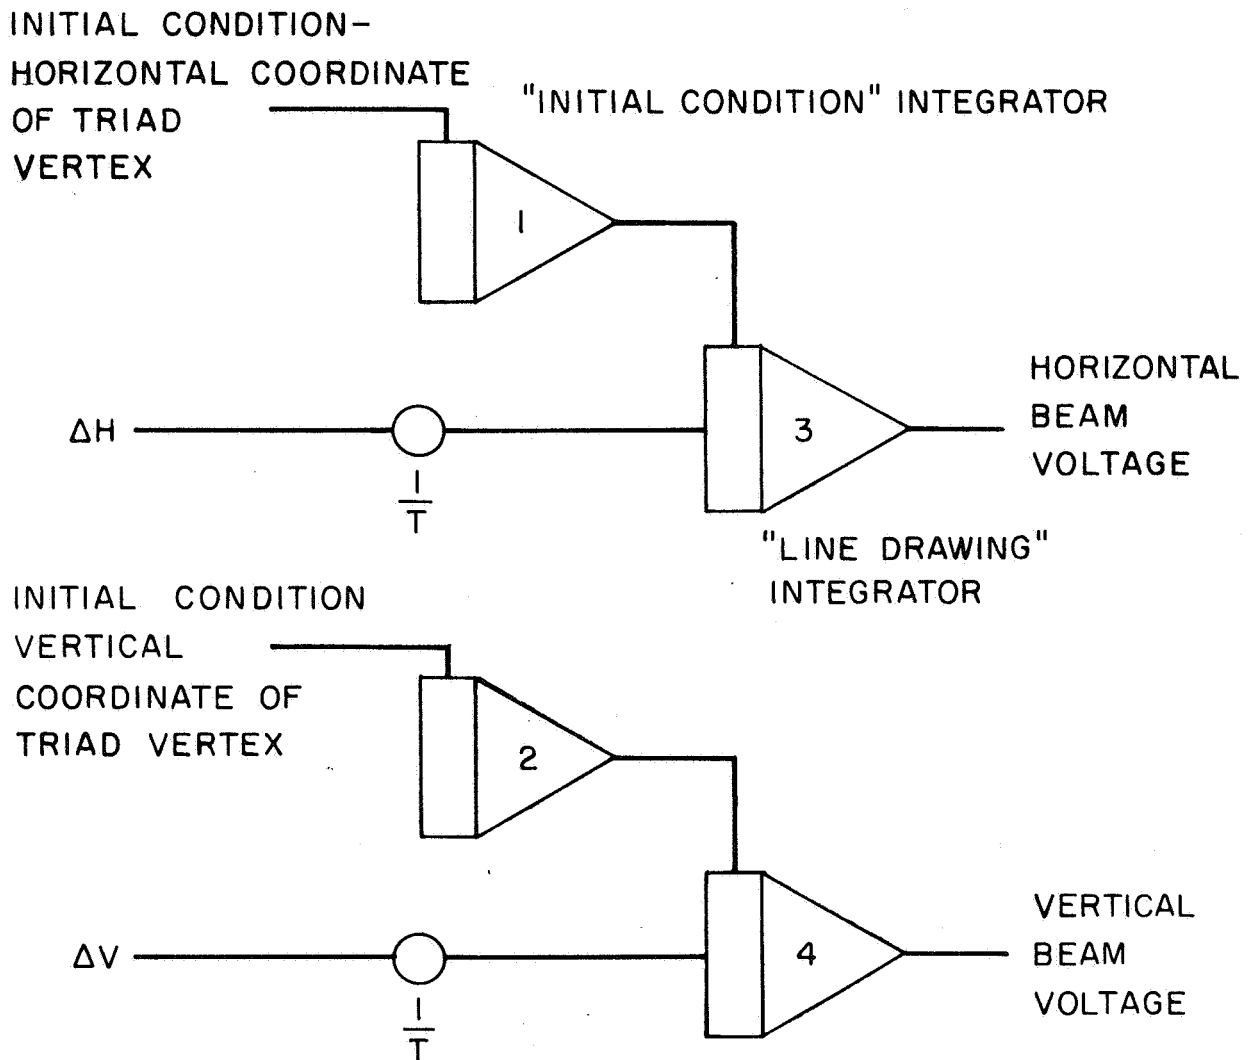 INITIAL CONDITION–
HORIZONTAL COORDINATE
OF TRIAD
VERTEX
"INITIAL CONDITION" INTEGRATOR
1
ΔH
1
T
3
HORIZONTAL
BEAM
VOLTAGE
"LINE DRAWING"
INTEGRATOR
INITIAL CONDITION
VERTICAL
COORDINATE OF
TRIAD VERTEX
2
ΔV
1
T
4
VERTICAL
BEAM
VOLTAGE